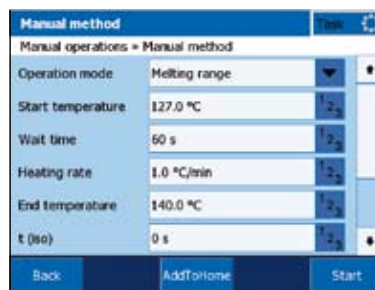 Manual method Task
Manual operations » Manual method
Operation mode Melting range
Start temperature 127.0 °C
Wait time 60 s
Heating rate 1.0 °C/min
End temperature 140.0 °C
t (iso) 0 s
Back AddToHome Start